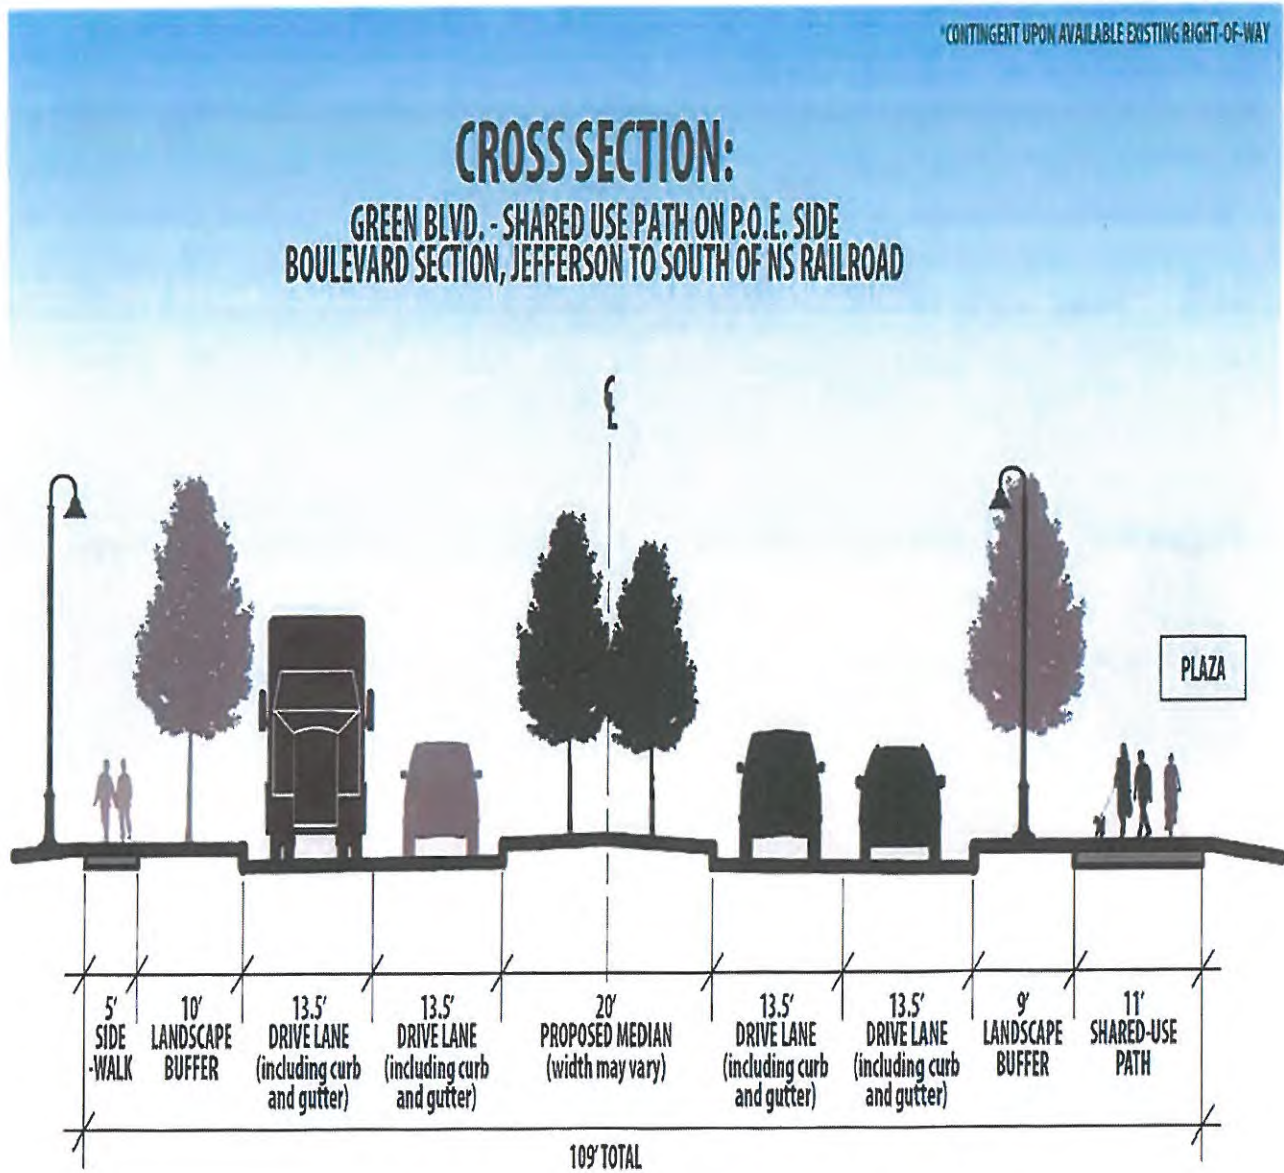 *CONTINGENT UPON AVAILABLE EXISTING RIGHT-OF-WAY
CROSS SECTION:
GREEN BLVD. - SHARED USE PATH ON P.O.E. SIDE
BOULEVARD SECTION, JEFFERSON TO SOUTH OF NS RAILROAD
℄
PLAZA
5'
SIDE
-WALK
10'
LANDSCAPE
BUFFER
13.5'
DRIVE LANE
(including curb
and gutter)
13.5'
DRIVE LANE
(including curb
and gutter)
20'
PROPOSED MEDIAN
(width may vary)
13.5'
DRIVE LANE
(including curb
and gutter)
13.5'
DRIVE LANE
(including curb
and gutter)
9'
LANDSCAPE
BUFFER
11'
SHARED-USE
PATH
109' TOTAL